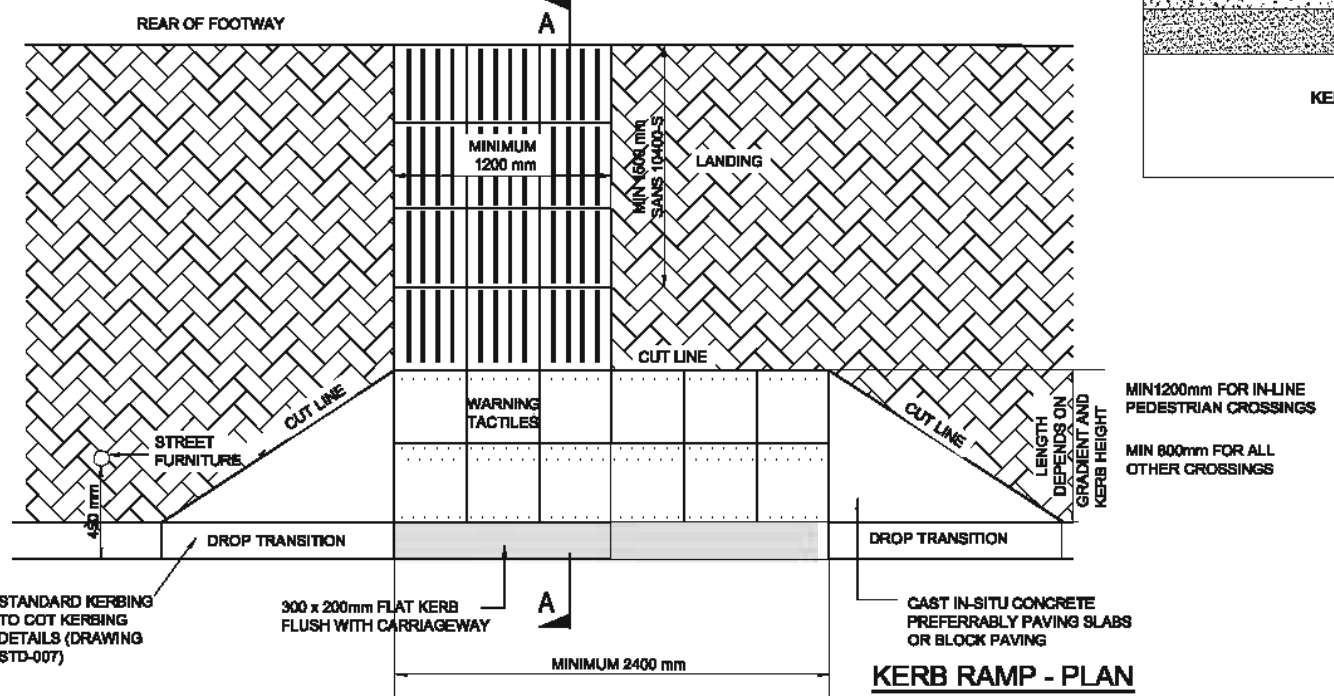 REAR OF FOOTWAY
A
KE
MINIMUM
1200 mm
MIN 1500 mm
SANS 10400-S
LANDING
CUT LINE
CUT LINE
WARNING
TACTILES
CUT LINE
STREET
FURNITURE
LENGTH
DEPENDS ON
GRADIENT AND
KERB HEIGHT
MIN1200mm FOR IN-LINE
PEDESTRIAN CROSSINGS
MIN 800mm FOR ALL
OTHER CROSSINGS
mm
DROP TRANSITION
DROP TRANSITION
STANDARD KERBING
TO COT KERBING
DETAILS (DRAWING
STD-007)
300 x 200mm FLAT KERB
FLUSH WITH CARRIAGEWAY
A
CAST IN-SITU CONCRETE
PREFERRABLY PAVING SLABS
OR BLOCK PAVING
MINIMUM 2400 mm
KERB RAMP - PLAN